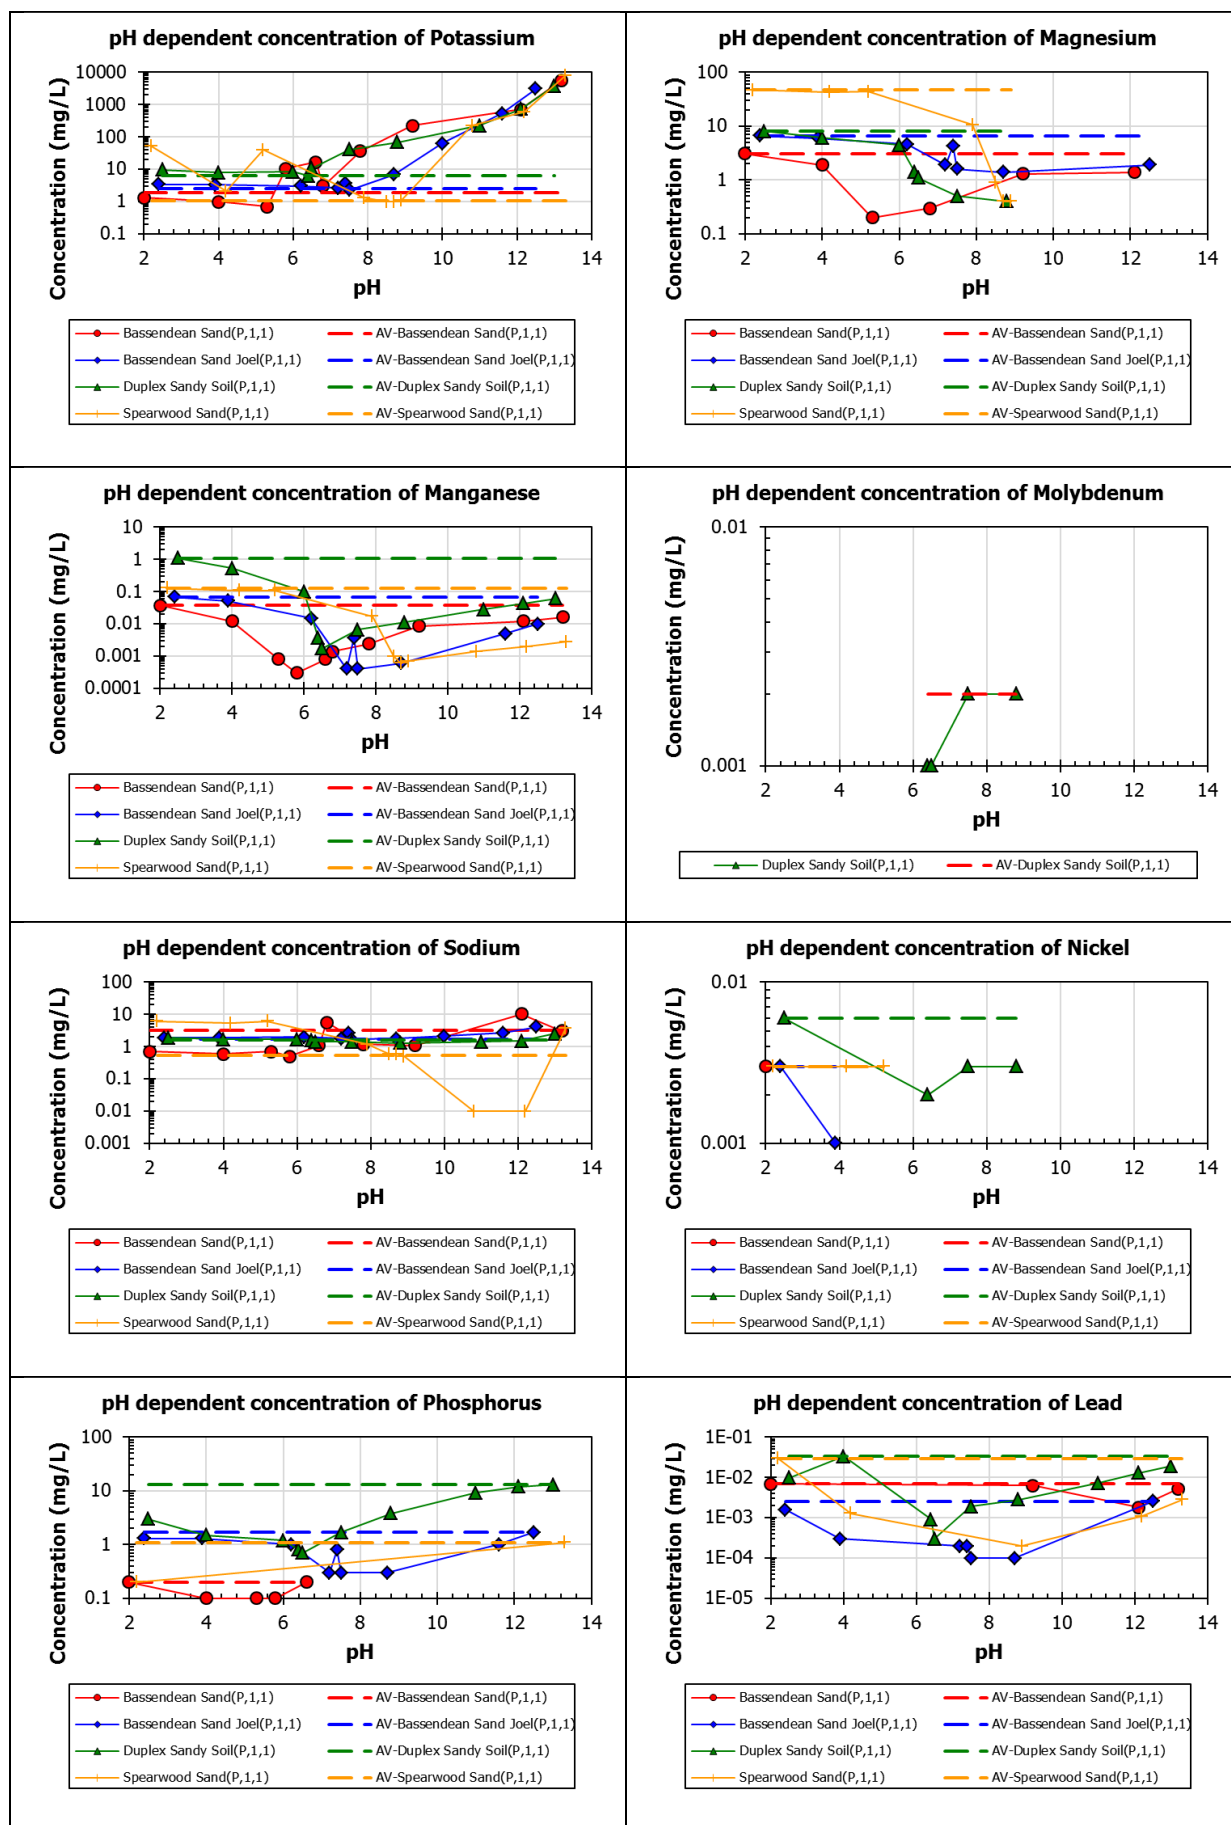 pH dependent concentration of Potassium
Concentration (mg/L)
10000
1000
100
10
1
0.1
2 4 6 8 10 12 14
pH
Bassendean Sand(P,1,1) AV-Bassendean Sand(P,1,1)
Bassendean Sand Joel(P,1,1) AV-Bassendean Sand Joel(P,1,1)
Duplex Sandy Soil(P,1,1) AV-Duplex Sandy Soil(P,1,1)
Spearwood Sand(P,1,1) AV-Spearwood Sand(P,1,1)
pH dependent concentration of Magnesium
Concentration (mg/L)
100
10
1
0.1
2 4 6 8 10 12 14
pH
Bassendean Sand(P,1,1) AV-Bassendean Sand(P,1,1)
Bassendean Sand Joel(P,1,1) AV-Bassendean Sand Joel(P,1,1)
Duplex Sandy Soil(P,1,1) AV-Duplex Sandy Soil(P,1,1)
Spearwood Sand(P,1,1) AV-Spearwood Sand(P,1,1)
pH dependent concentration of Manganese
Concentration (mg/L)
10
1
0.1
0.01
0.001
0.0001
2 4 6 8 10 12 14
pH
Bassendean Sand(P,1,1) AV-Bassendean Sand(P,1,1)
Bassendean Sand Joel(P,1,1) AV-Bassendean Sand Joel(P,1,1)
Duplex Sandy Soil(P,1,1) AV-Duplex Sandy Soil(P,1,1)
Spearwood Sand(P,1,1) AV-Spearwood Sand(P,1,1)
pH dependent concentration of Molybdenum
Concentration (mg/L)
0.01
0.001
2 4 6 8 10 12 14
pH
Duplex Sandy Soil(P,1,1) AV-Duplex Sandy Soil(P,1,1)
pH dependent concentration of Sodium
Concentration (mg/L)
100
10
1
0.1
0.01
0.001
2 4 6 8 10 12 14
pH
Bassendean Sand(P,1,1) AV-Bassendean Sand(P,1,1)
Bassendean Sand Joel(P,1,1) AV-Bassendean Sand Joel(P,1,1)
Duplex Sandy Soil(P,1,1) AV-Duplex Sandy Soil(P,1,1)
Spearwood Sand(P,1,1) AV-Spearwood Sand(P,1,1)
pH dependent concentration of Nickel
Concentration (mg/L)
0.01
0.001
2 4 6 8 10 12 14
pH
Bassendean Sand(P,1,1) AV-Bassendean Sand(P,1,1)
Bassendean Sand Joel(P,1,1) AV-Bassendean Sand Joel(P,1,1)
Duplex Sandy Soil(P,1,1) AV-Duplex Sandy Soil(P,1,1)
Spearwood Sand(P,1,1) AV-Spearwood Sand(P,1,1)
pH dependent concentration of Phosphorus
Concentration (mg/L)
100
10
1
0.1
2 4 6 8 10 12 14
pH
Bassendean Sand(P,1,1) AV-Bassendean Sand(P,1,1)
Bassendean Sand Joel(P,1,1) AV-Bassendean Sand Joel(P,1,1)
Duplex Sandy Soil(P,1,1) AV-Duplex Sandy Soil(P,1,1)
Spearwood Sand(P,1,1) AV-Spearwood Sand(P,1,1)
pH dependent concentration of Lead
Concentration (mg/L)
1E-01
1E-02
1E-03
1E-04
1E-05
2 4 6 8 10 12 14
pH
Bassendean Sand(P,1,1) AV-Bassendean Sand(P,1,1)
Bassendean Sand Joel(P,1,1) AV-Bassendean Sand Joel(P,1,1)
Duplex Sandy Soil(P,1,1) AV-Duplex Sandy Soil(P,1,1)
Spearwood Sand(P,1,1) AV-Spearwood Sand(P,1,1)